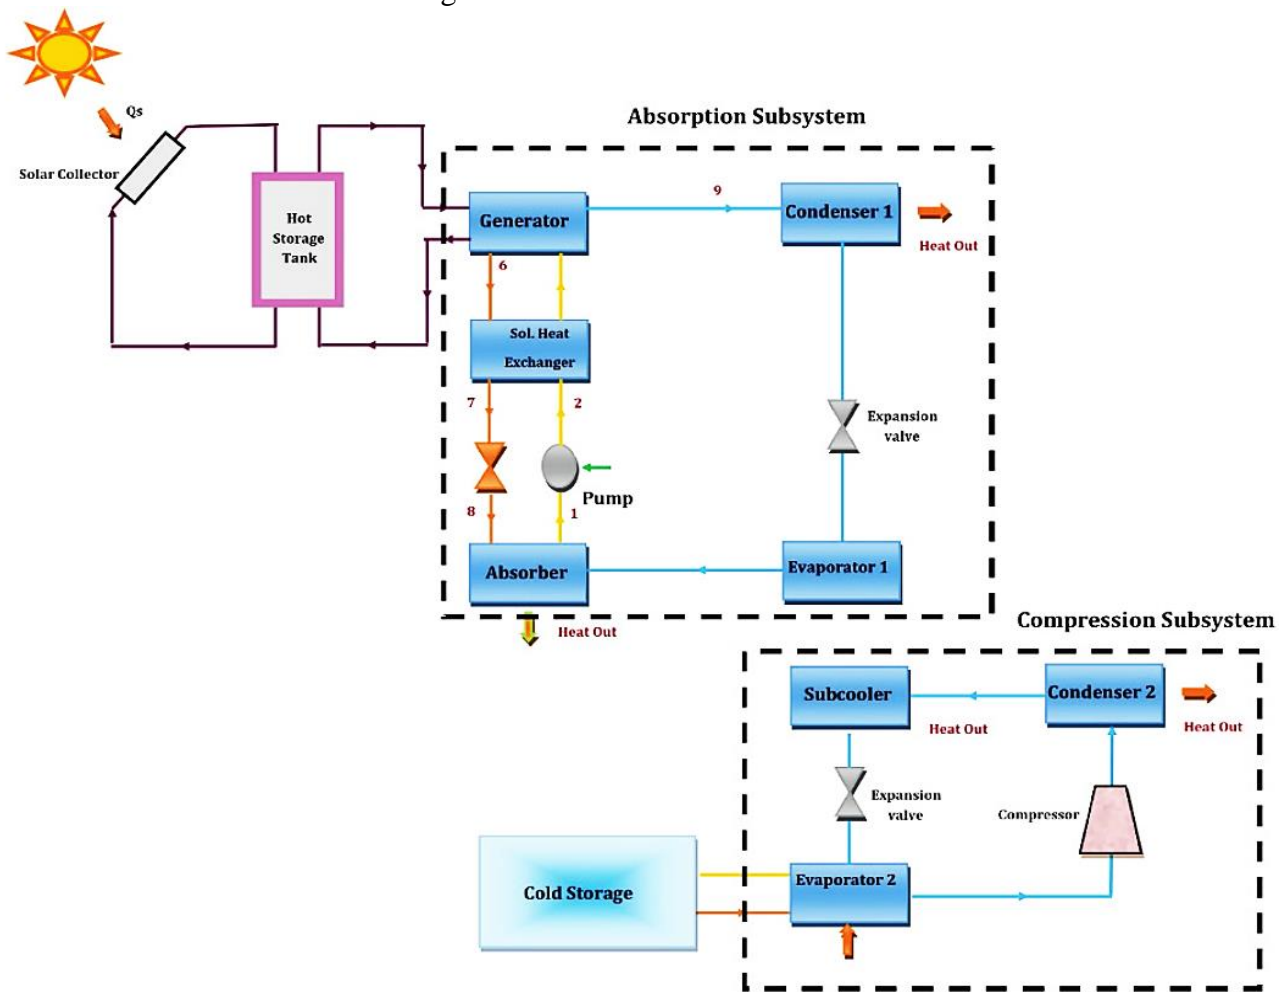 Qs
Absorption Subsystem
Solar Collector
Hot
Storage
Tank
Generator
9
Condenser 1
Heat Out
6
Sol. Heat
Exchanger
7
2
Expansion
valve
Pump
8
1
Absorber
Evaporator 1
Heat Out
Compression Subsystem
Subcooler
Condenser 2
Heat Out
Heat Out
Expansion
valve
Compressor
Cold Storage
Evaporator 2